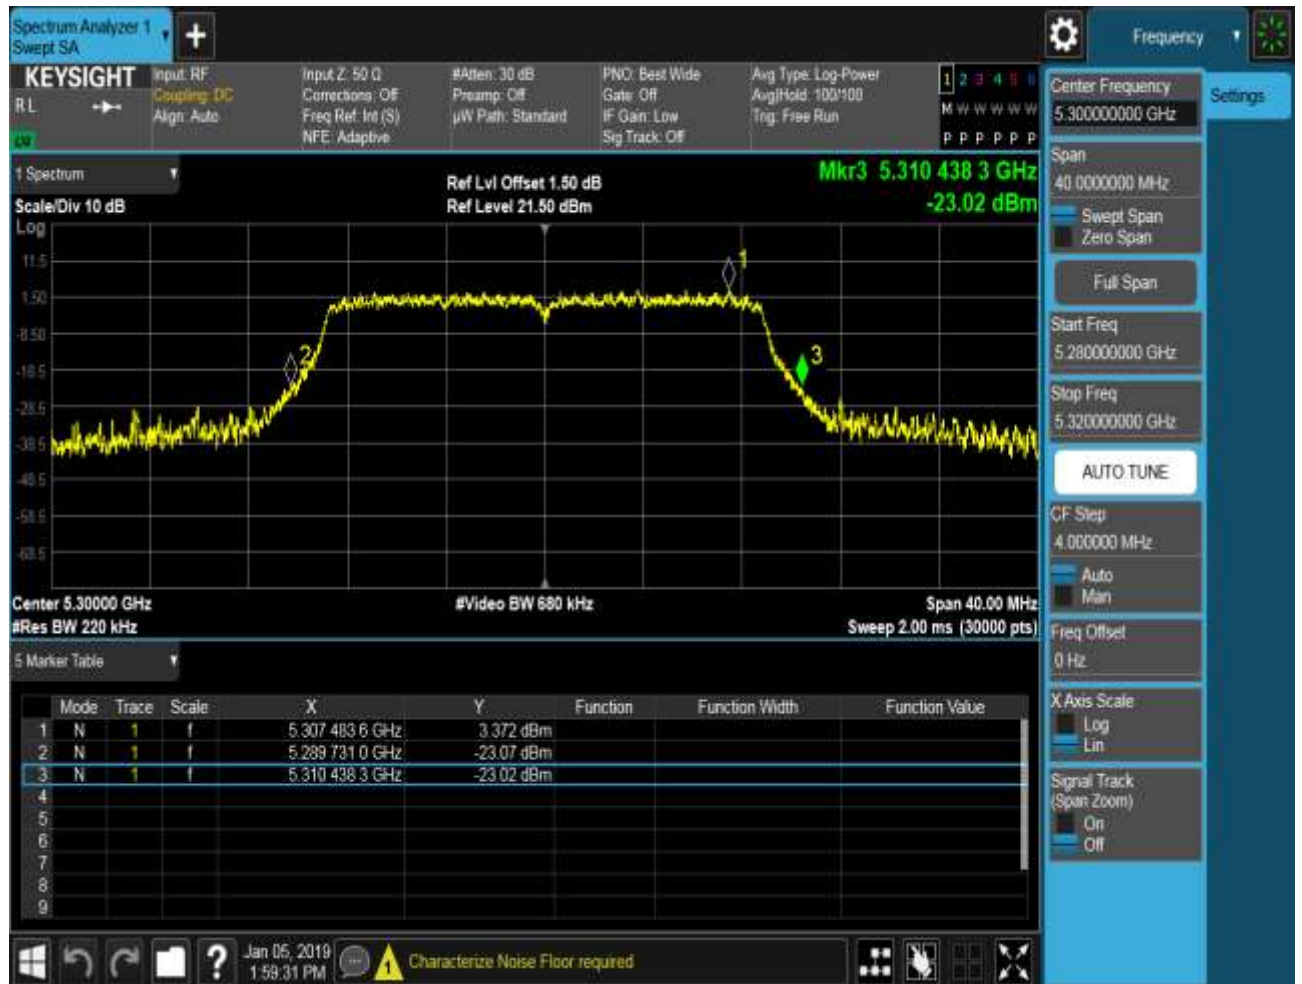 Spectrum Analyzer 1
Swept SA
+
Frequency
KEYSIGHT
RL
Input: RF
Coupling: DC
Align: Auto
Input Z: 50 Ω
Corrections: Off
Freq Ref: Int (S)
NFE: Adaptive
#Atten: 30 dB
Preamp: Off
µW Path: Standard
PNO: Best Wide
Gate: Off
IF Gain: Low
Sig Track: Off
Avg Type: Log-Power
Avg|Hold: 100/100
Trig: Free Run
1 2 3 4 5 6
M W W W W W
P P P P P P
1 Spectrum
Scale/Div 10 dB
Log
Ref Lvl Offset 1.50 dB
Ref Level 21.50 dBm
Mkr3 5.310 438 3 GHz
-23.02 dBm
11.5
1.50
-8.50
-18.5
-28.5
-38.5
-48.5
-58.5
-68.5
1
2
3
Center 5.30000 GHz
#Video BW 680 kHz
Span 40.00 MHz
#Res BW 220 kHz
Sweep 2.00 ms (30000 pts)
5 Marker Table
Mode Trace Scale X Y Function Function Width Function Value
1 N 1 f 5.307 483 6 GHz 3.372 dBm
2 N 1 f 5.289 731 0 GHz -23.07 dBm
3 N 1 f 5.310 438 3 GHz -23.02 dBm
4
5
6
7
8
9
Center Frequency
5.300000000 GHz
Settings
Span
40.0000000 MHz
Swept Span
Zero Span
Full Span
Start Freq
5.280000000 GHz
Stop Freq
5.320000000 GHz
AUTO TUNE
CF Step
4.000000 MHz
Auto
Man
Freq Offset
0 Hz
X Axis Scale
Log
Lin
Signal Track
(Span Zoom)
On
Off
?
Jan 05, 2019
1:59:31 PM
1
Characterize Noise Floor required